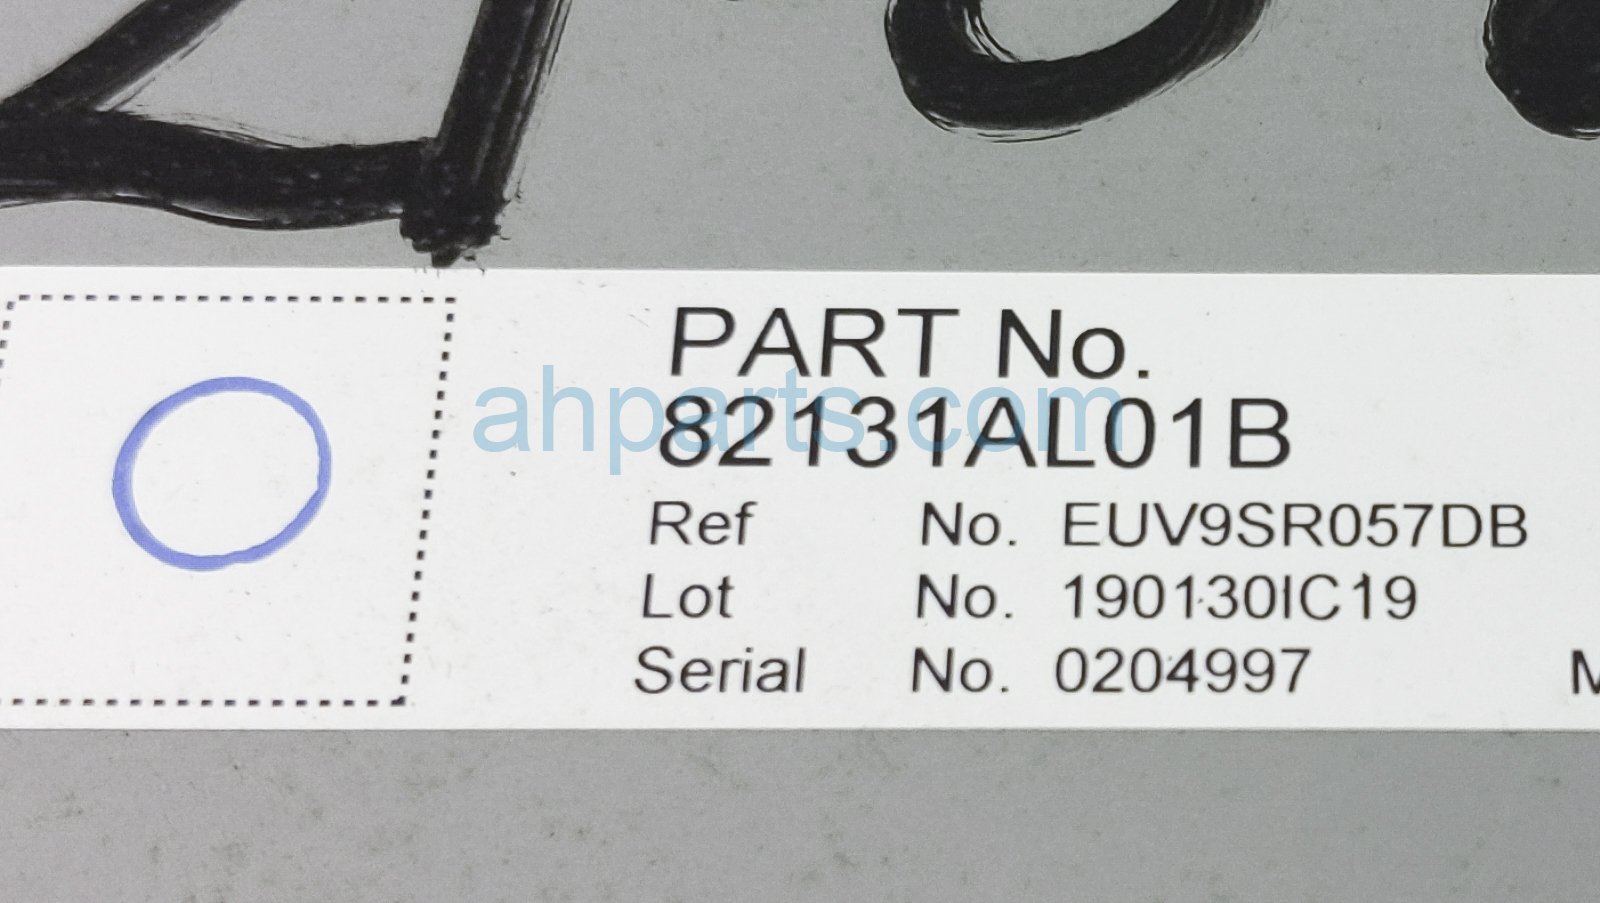 PART No.
82131AL01B
ahparts.com
Ref No. EUV9SR057DB
Lot No. 190130IC19
Serial No. 0204997 M